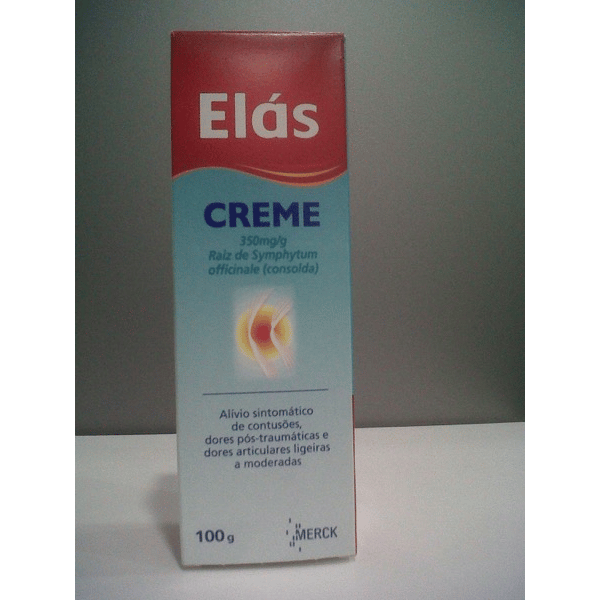 Elás
CREME
350mg/g
Raiz de Symphytum
officinale (consolda)
Alívio sintomático
de contusões,
dores pós-traumáticas e
dores articulares ligeiras
a moderadas
100 g
MERCK